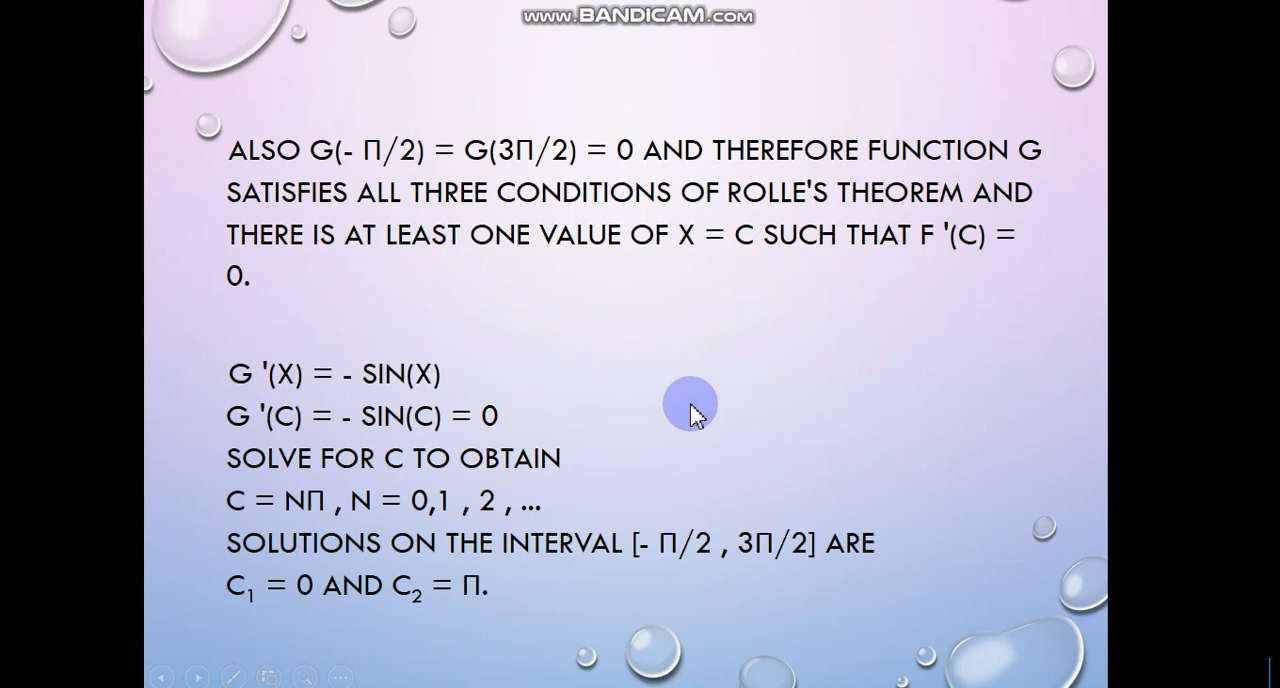 WWW.BANDICAM.COM
ALSO G(- Π/2) = G(3Π/2) = 0 AND THEREFORE FUNCTION G
SATISFIES ALL THREE CONDITIONS OF ROLLE'S THEOREM AND
THERE IS AT LEAST ONE VALUE OF X = C SUCH THAT F '(C) =
0.
G '(X) = - SIN(X)
G '(C) = - SIN(C) = 0
SOLVE FOR C TO OBTAIN
C = NΠ , N = 0,1 , 2 , ...
SOLUTIONS ON THE INTERVAL [- Π/2 , 3Π/2] ARE
C₁ = 0 AND C₂ = Π.